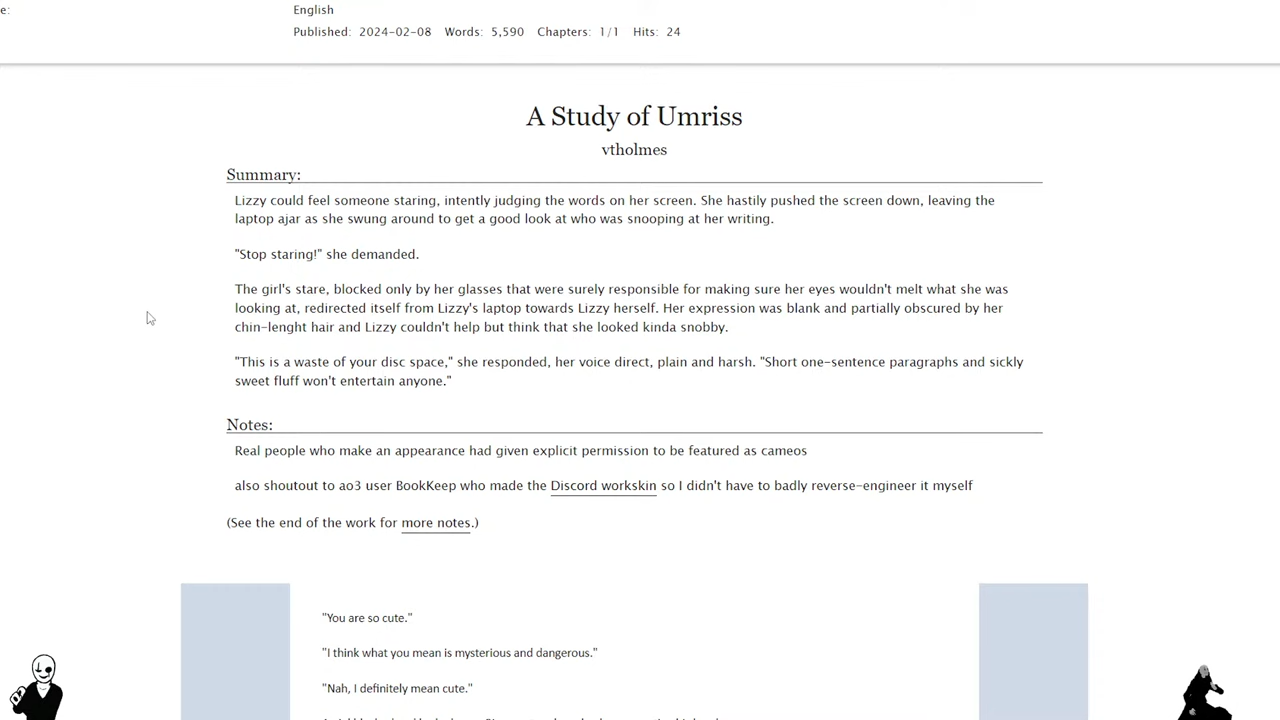 e:
English
Published: 2024-02-08 Words: 5,590 Chapters: 1/1 Hits: 24
A Study of Umriss
vtholmes
Summary:
Lizzy could feel someone staring, intently judging the words on her screen. She hastily pushed the screen down, leaving the
laptop ajar as she swung around to get a good look at who was snooping at her writing.
"Stop staring!" she demanded.
The girl's stare, blocked only by her glasses that were surely responsible for making sure her eyes wouldn't melt what she was
looking at, redirected itself from Lizzy's laptop towards Lizzy herself. Her expression was blank and partially obscured by her
chin-lenght hair and Lizzy couldn't help but think that she looked kinda snobby.
"This is a waste of your disc space," she responded, her voice direct, plain and harsh. "Short one-sentence paragraphs and sickly
sweet fluff won't entertain anyone."
Notes:
Real people who make an appearance had given explicit permission to be featured as cameos
also shoutout to ao3 user BookKeep who made the Discord workskin so I didn't have to badly reverse-engineer it myself
(See the end of the work for more notes.)
"You are so cute."
"I think what you mean is mysterious and dangerous."
"Nah, I definitely mean cute."